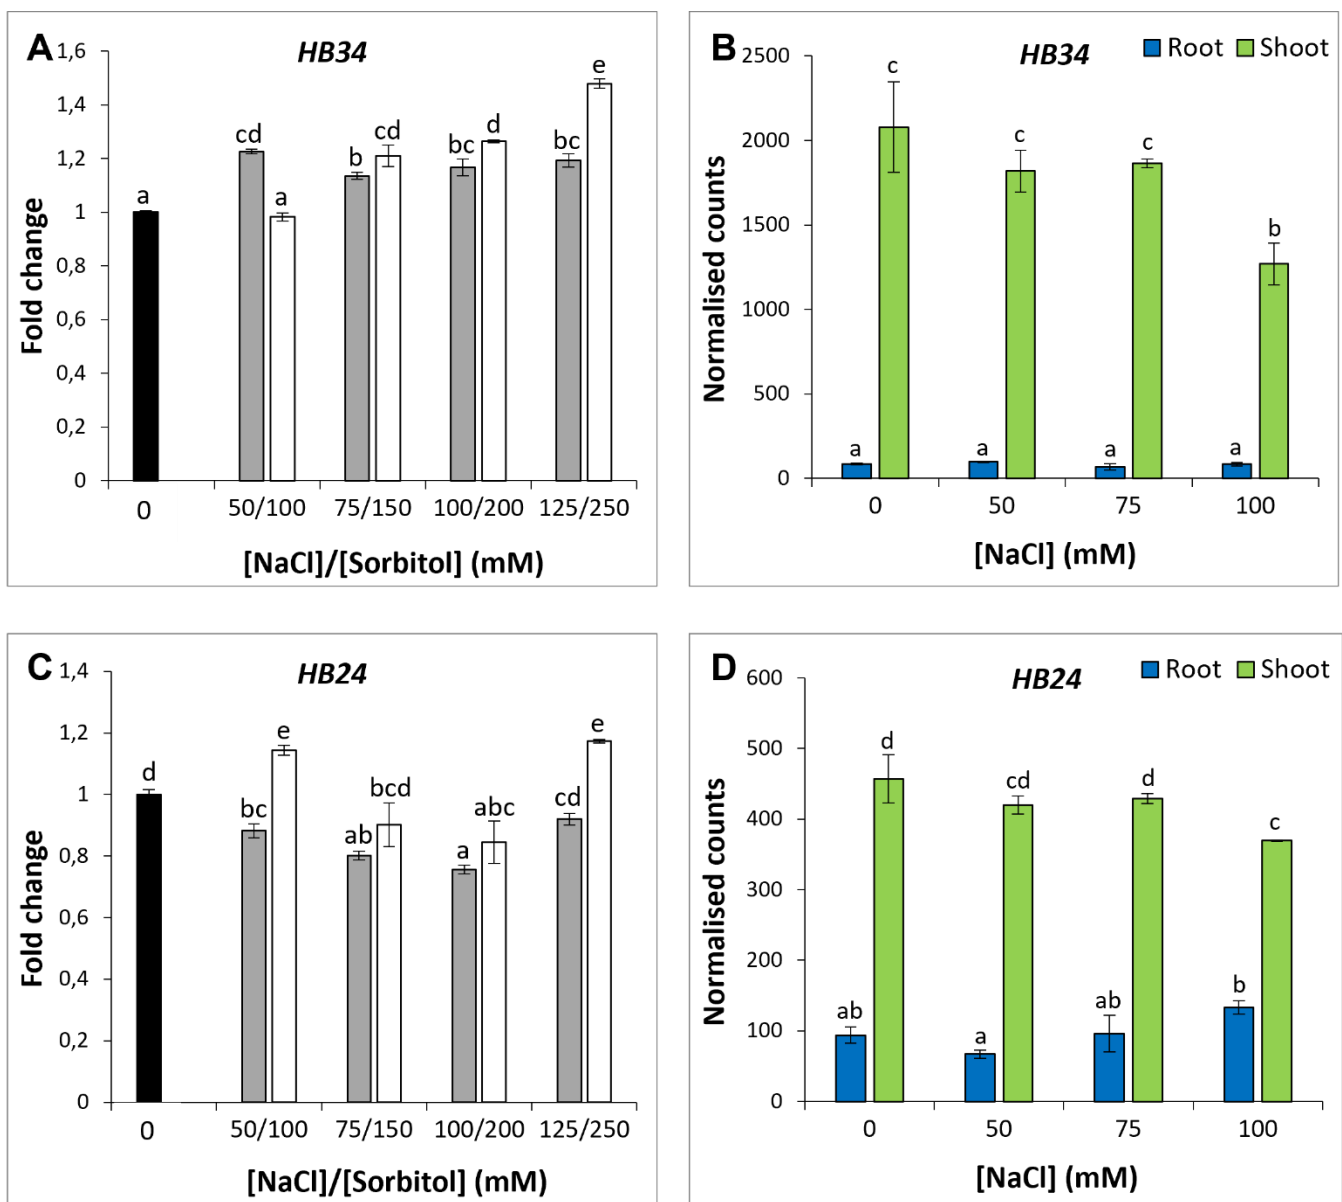 A
HB34
1,6
1,4
1,2
1
0,8
0,6
0,4
0,2
0
Fold change
a
cd
a
b
cd
bc
d
bc
e
0 50/100 75/150 100/200 125/250
[NaCl]/[Sorbitol] (mM)
B
HB34
Root Shoot
2500
2000
1500
1000
500
0
Normalised counts
a
c
a
c
a
c
a
b
0 50 75 100
[NaCl] (mM)
C
HB24
1,4
1,2
1
0,8
0,6
0,4
0,2
0
Fold change
d
bc
e
ab
bcd
a
abc
cd
e
0 50/100 75/150 100/200 125/250
[NaCl]/[Sorbitol] (mM)
D
HB24
Root Shoot
600
500
400
300
200
100
0
Normalised counts
ab
d
a
cd
ab
d
b
c
0 50 75 100
[NaCl] (mM)